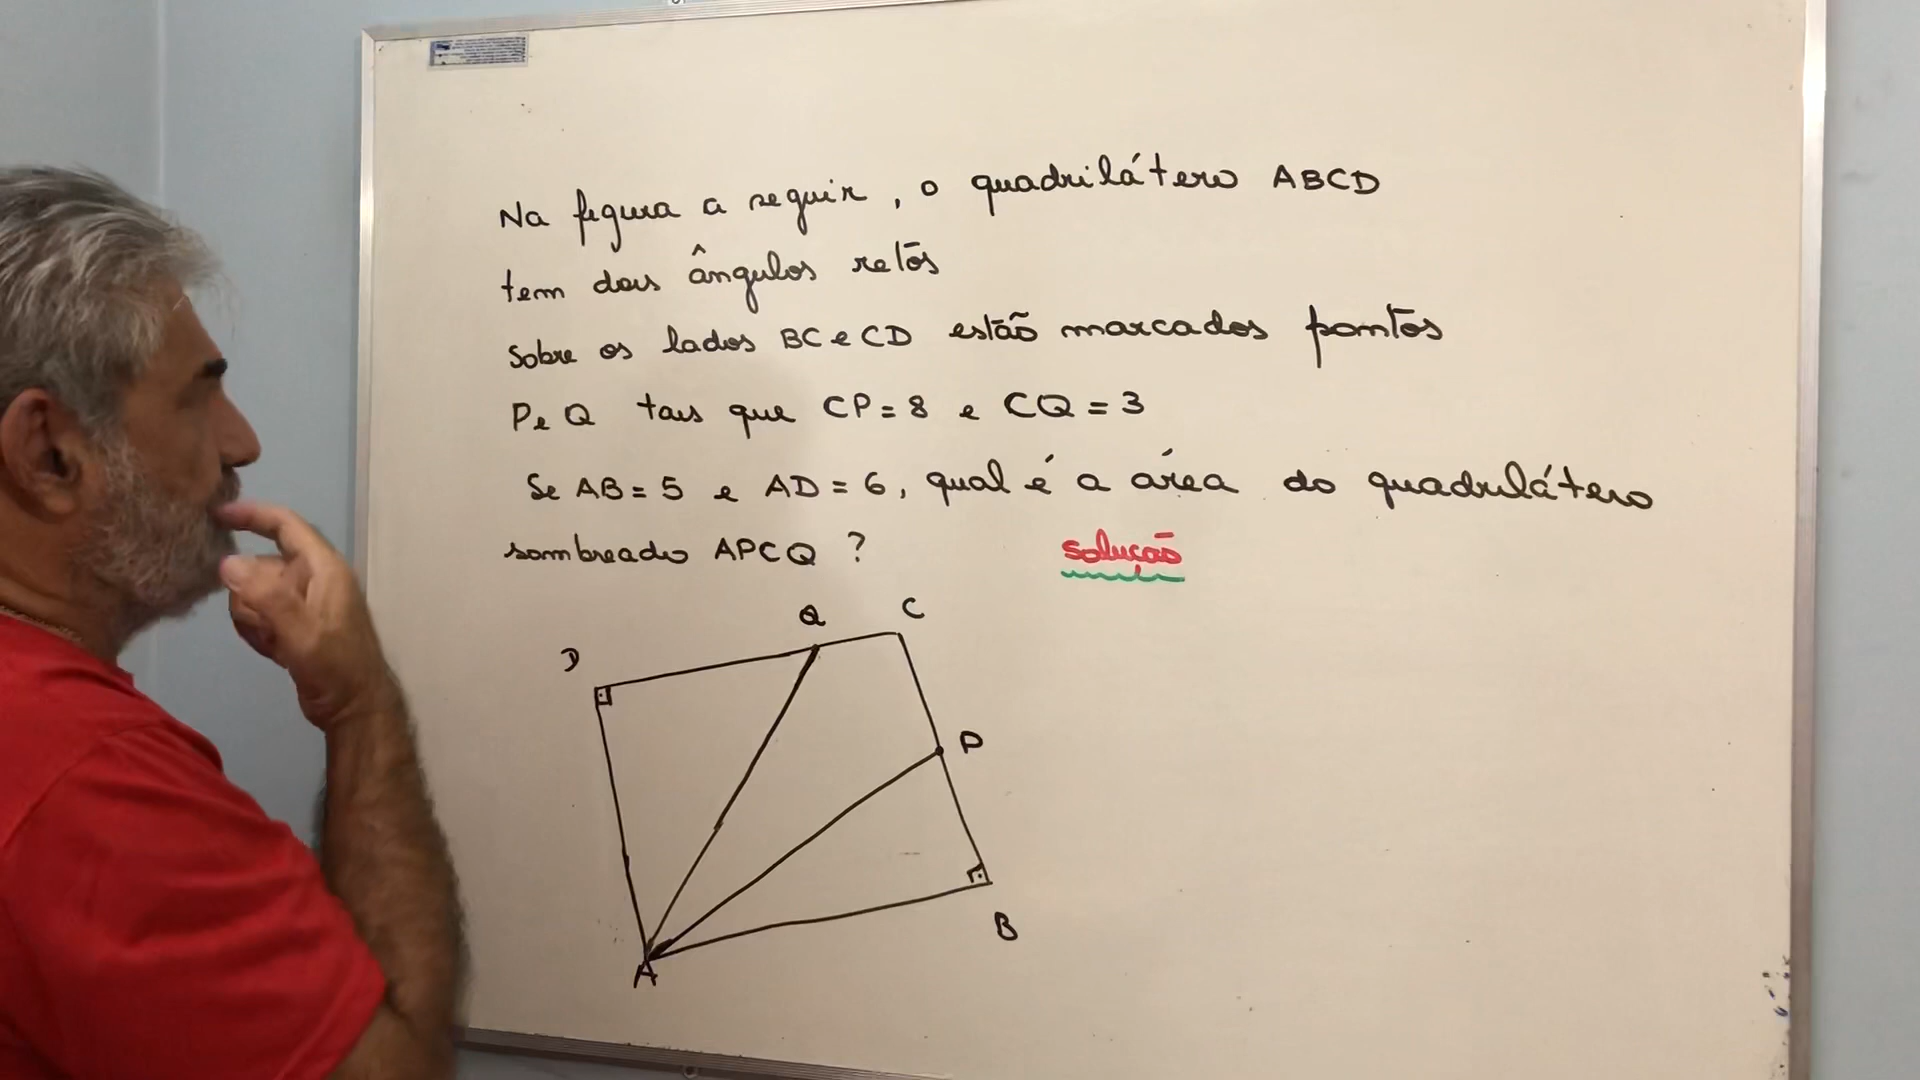 Na figura a seguir, o quadrilátero ABCD
tem dois ângulos retos
Sobre os lados BC e CD estão marcados pontos
P e Q tais que CP = 8 e CQ = 3
Se AB = 5 e AD = 6, qual é a área do quadrilátero
sombreado APCQ ?
solução
Q C
D
P
B
A